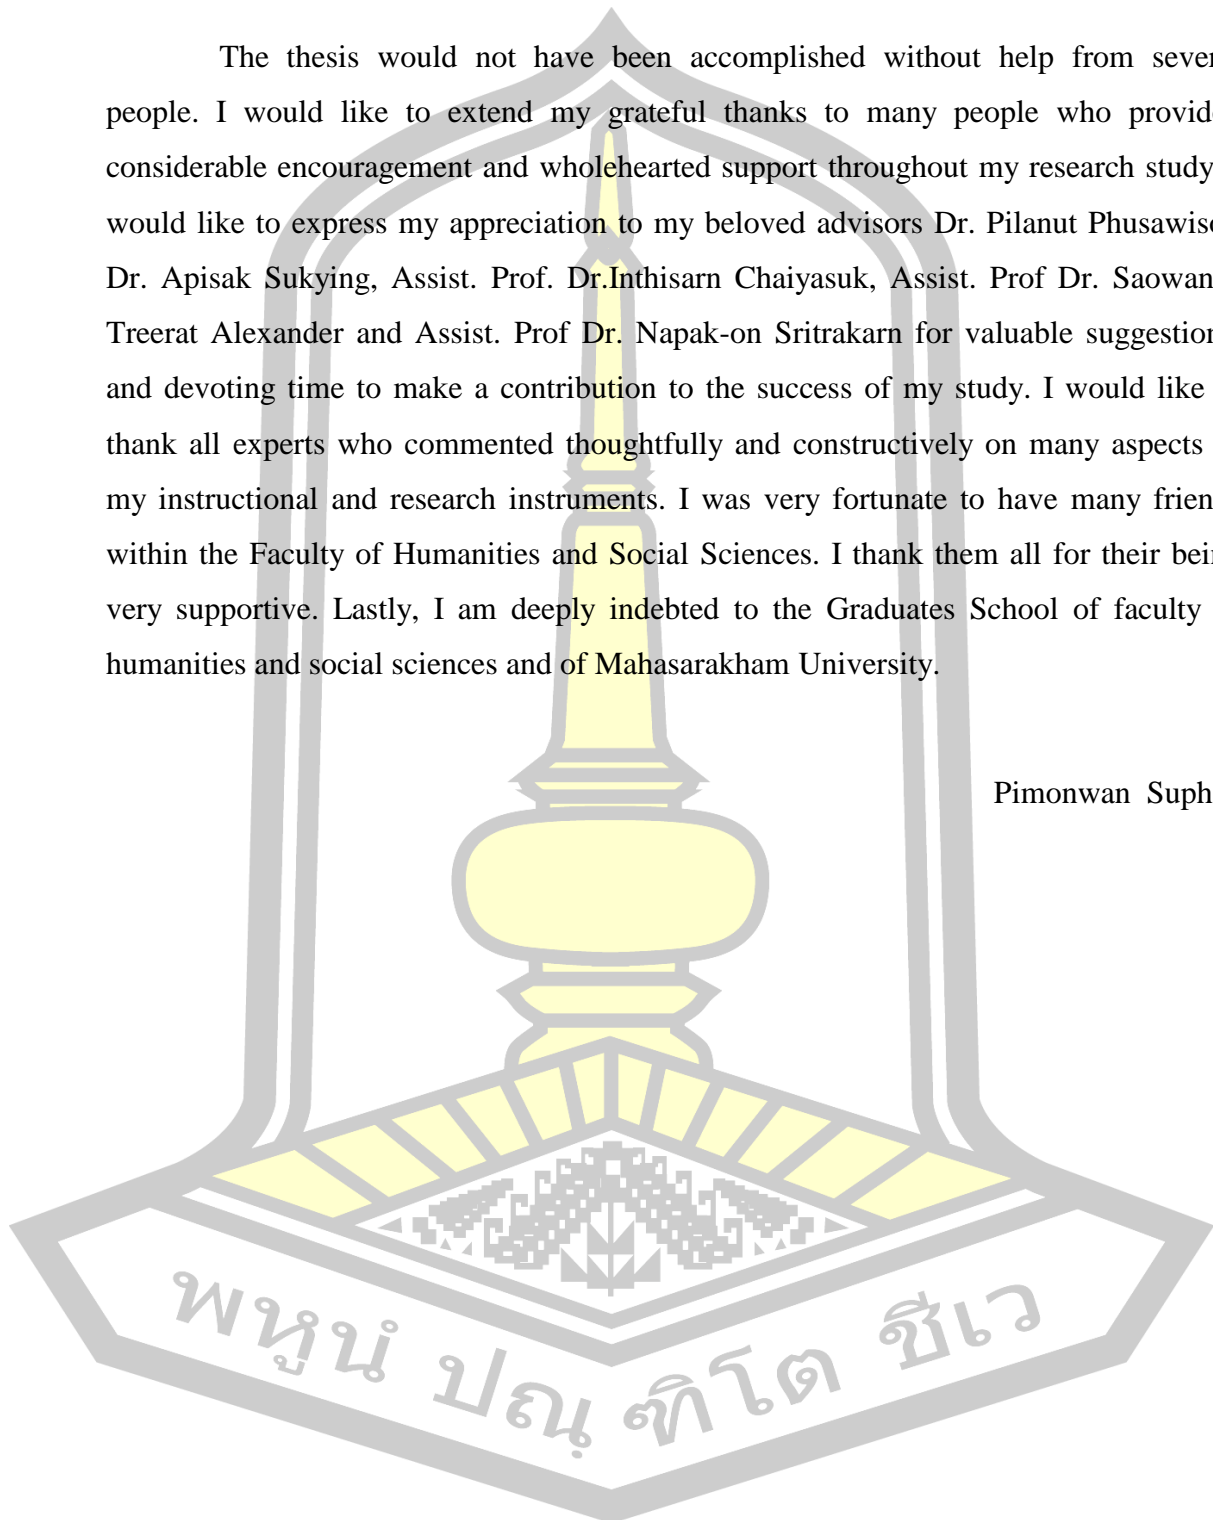 The thesis would not have been accomplished without help from sever
people. I would like to extend my grateful thanks to many people who provide
considerable encouragement and wholehearted support throughout my research study.
would like to express my appreciation to my beloved advisors Dr. Pilanut Phusawiso
Dr. Apisak Sukying, Assist. Prof. Dr.Inthisarn Chaiyasuk, Assist. Prof Dr. Saowan
Treerat Alexander and Assist. Prof Dr. Napak-on Sritrakarn for valuable suggestion
and devoting time to make a contribution to the success of my study. I would like
thank all experts who commented thoughtfully and constructively on many aspects
my instructional and research instruments. I was very fortunate to have many frien
within the Faculty of Humanities and Social Sciences. I thank them all for their bein
very supportive. Lastly, I am deeply indebted to the Graduates School of faculty
humanities and social sciences and of Mahasarakham University.
Pimonwan Suph
พหูนํ ปณฺฑิโต ชีเว